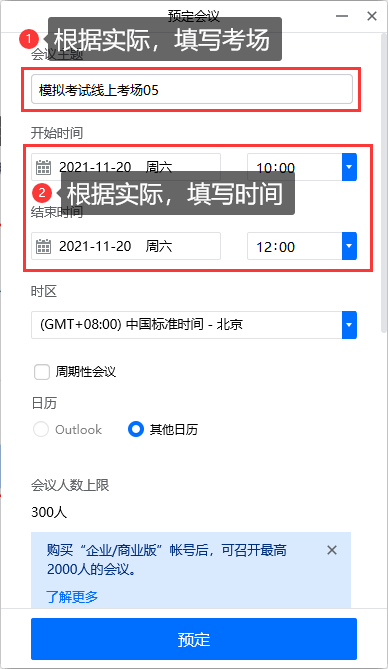 预定会议
1 根据实际，填写考场
会议主题
模拟考试线上考场05
开始时间
2021-11-20 周六 10:00
2 根据实际，填写时间
结束时间
2021-11-20 周六 12:00
时区
(GMT+08:00) 中国标准时间 - 北京
周期性会议
日历
Outlook 其他日历
会议人数上限
300人
购买“企业/商业版”帐号后，可召开最高
2000人的会议。
了解更多
预定